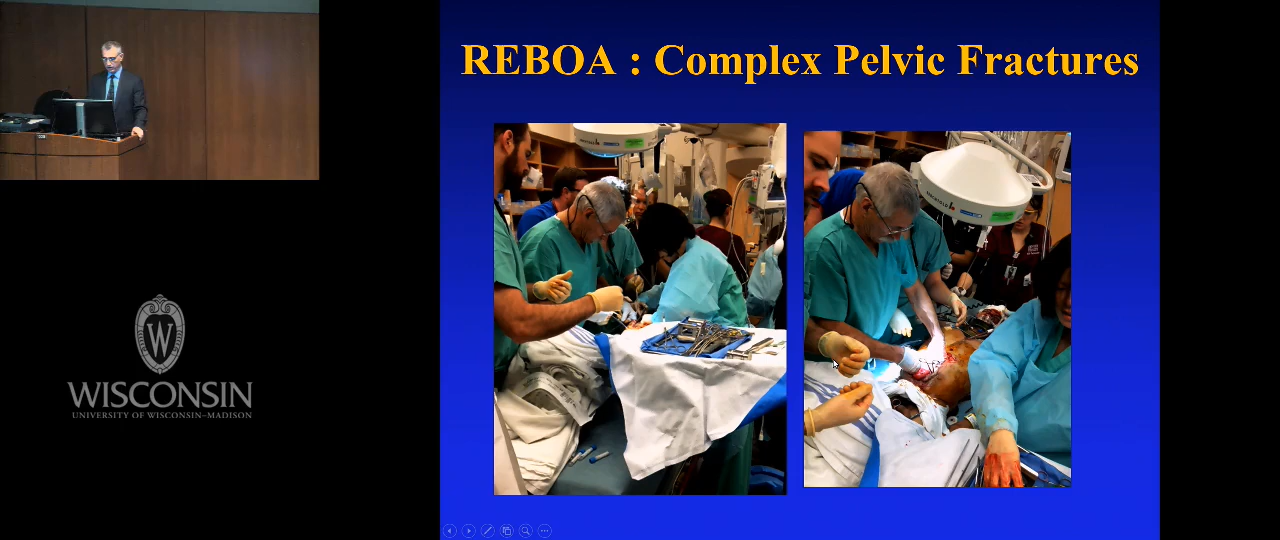 REBOA : Complex Pelvic Fractures
W
WISCONSIN
UNIVERSITY OF WISCONSIN–MADISON